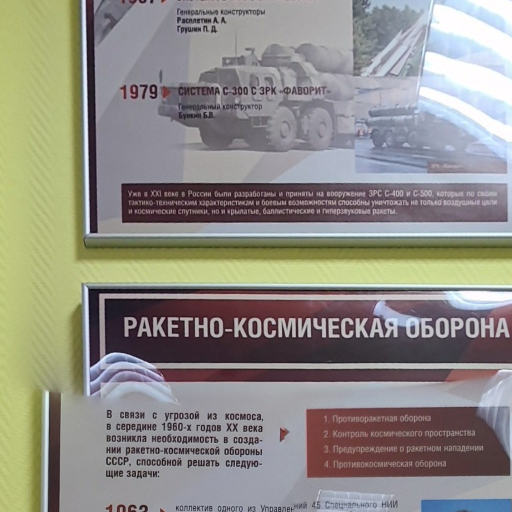 Генеральные конструкторы
Расплетин А. А.
Грушин П. Д.
1979 СИСТЕМА С-300 С ЗРК «ФАВОРИТ»
Генеральный конструктор
Бункин Б.В.
Уже в XXI веке в России были разработаны и приняты на вооружение ЗРС С-400 и С-500, которые по своим
тактико-техническим характеристикам и боевым возможностям способны уничтожать не только воздушные цели
и космические спутники, но и крылатые, баллистические и гиперзвуковые ракеты.
РАКЕТНО-КОСМИЧЕСКАЯ ОБОРОНА
В связи с угрозой из космоса,
в середине 1960-х годов XX века
возникла необходимость в созда-
нии ракетно-космической обороны
СССР, способной решать следую-
щие задачи:
1. Противоракетная оборона
2. Контроль космического пространства
3. Предупреждение о ракетном нападении
4. Противокосмическая оборона
коллектив одного из Управлений 45 Специального НИИ